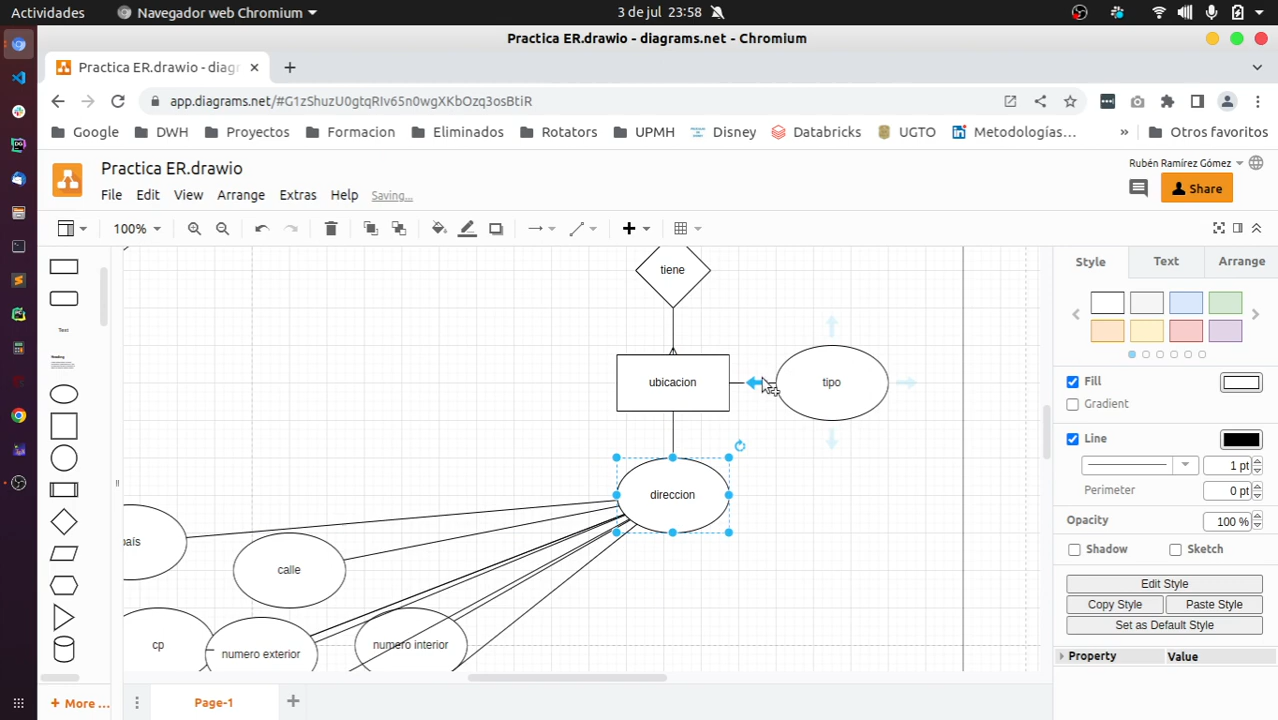 Actividades
Navegador web Chromium
3 de jul 23:58
Practica ER.drawio - diagrams.net - Chromium
Practica ER.drawio - diagr
app.diagrams.net/#G1zShuzU0gtqRIv65n0wgXKbOzq3osBtiR
Google
DWH
Proyectos
Formacion
Eliminados
Rotators
UPMH
Disney
Databricks
UGTO
Metodologías...
»
Otros favoritos
Practica ER.drawio
Rubén Ramírez Gómez
File
Edit
View
Arrange
Extras
Help
Saving...
Share
100%
Text
Heading
tiene
ubicacion
tipo
direccion
país
calle
cp
numero exterior
numero interior
Style
Text
Arrange
Fill
Gradient
Line
1 pt
Perimeter
0 pt
Opacity
100 %
Shadow
Sketch
Edit Style
Copy Style
Paste Style
Set as Default Style
Property
Value
+ More ...
Page-1